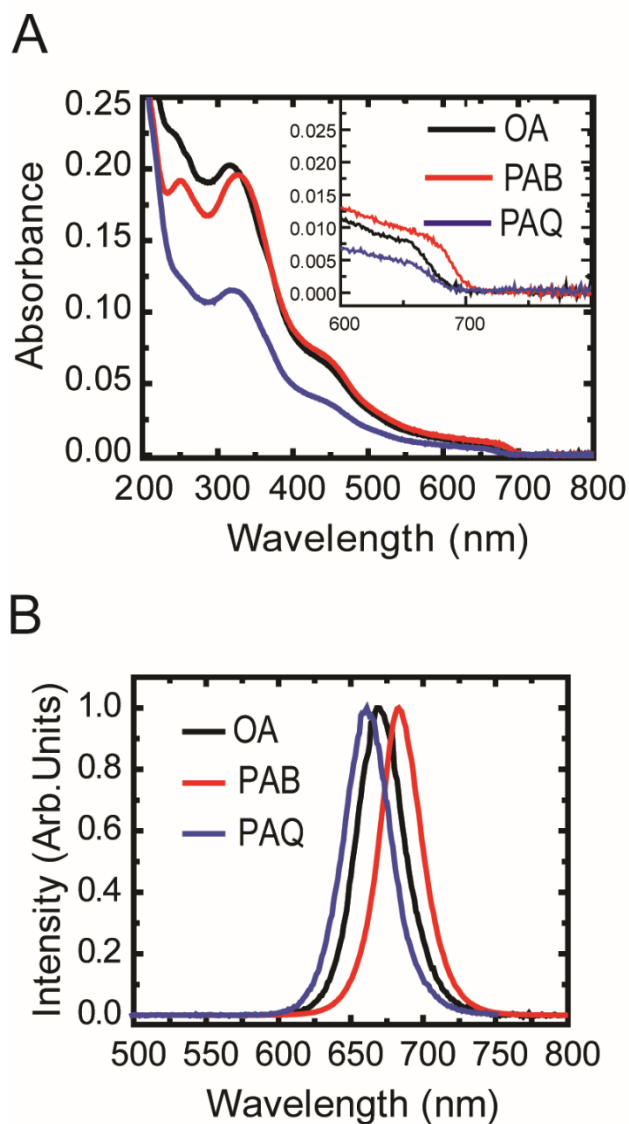 A
Absorbance
0.25
0.20
0.15
0.10
0.05
0.00
200 300 400 500 600 700 800
Wavelength (nm)
0.025
0.020
0.015
0.010
0.005
0.000
600 700
OA
PAB
PAQ
B
Intensity (Arb.Units)
1.0
0.8
0.6
0.4
0.2
0.0
500 550 600 650 700 750 800
Wavelength (nm)
OA
PAB
PAQ